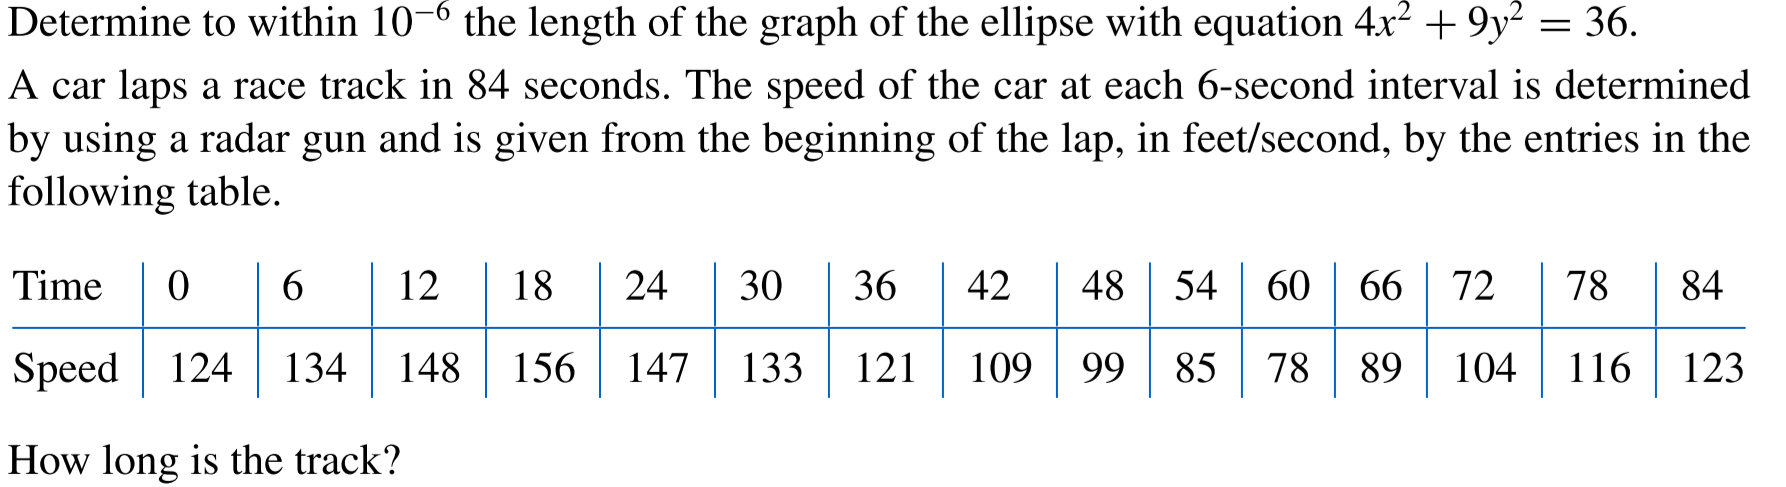 Determine to within 10⁻⁶ the length of the graph of the ellipse with equation 4x² + 9y² = 36.
A car laps a race track in 84 seconds. The speed of the car at each 6-second interval is determined
by using a radar gun and is given from the beginning of the lap, in feet/second, by the entries in the
following table.
Time 0 6 12 18 24 30 36 42 48 54 60 66 72 78 84
Speed 124 134 148 156 147 133 121 109 99 85 78 89 104 116 123
How long is the track?